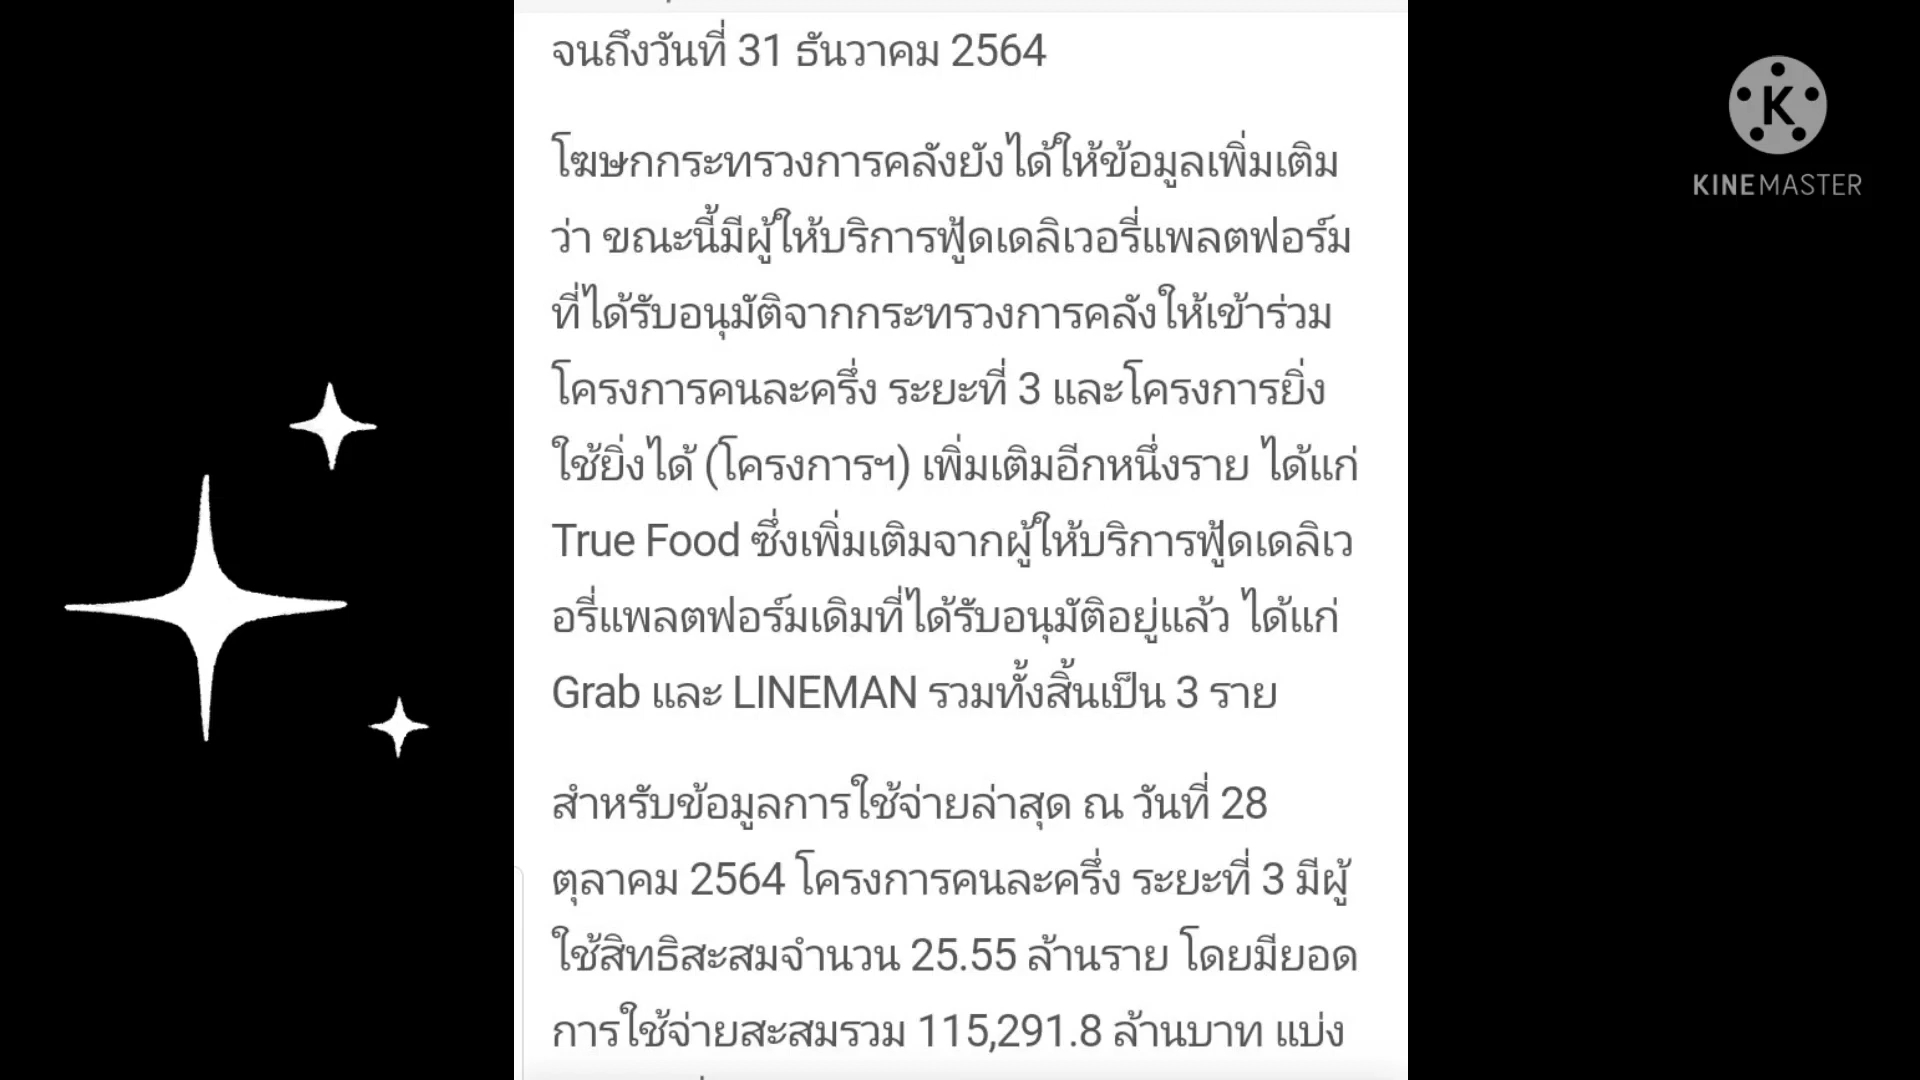 จนถึงวันที่ 31 ธันวาคม 2564
โฆษกกระทรวงการคลังยังได้ให้ข้อมูลเพิ่มเติม
ว่า ขณะนี้มีผู้ให้บริการฟู้ดเดลิเวอรี่แพลตฟอร์ม
ที่ได้รับอนุมัติจากกระทรวงการคลังให้เข้าร่วม
โครงการคนละครึ่ง ระยะที่ 3 และโครงการยิ่ง
ใช้ยิ่งได้ (โครงการฯ) เพิ่มเติมอีกหนึ่งราย ได้แก่
True Food ซึ่งเพิ่มเติมจากผู้ให้บริการฟู้ดเดลิเว
อรี่แพลตฟอร์มเดิมที่ได้รับอนุมัติอยู่แล้ว ได้แก่
Grab และ LINEMAN รวมทั้งสิ้นเป็น 3 ราย
สำหรับข้อมูลการใช้จ่ายล่าสุด ณ วันที่ 28
ตุลาคม 2564 โครงการคนละครึ่ง ระยะที่ 3 มีผู้
ใช้สิทธิสะสมจำนวน 25.55 ล้านราย โดยมียอด
การใช้จ่ายสะสมรวม 115,291.8 ล้านบาท แบ่ง
K
KINEMASTER